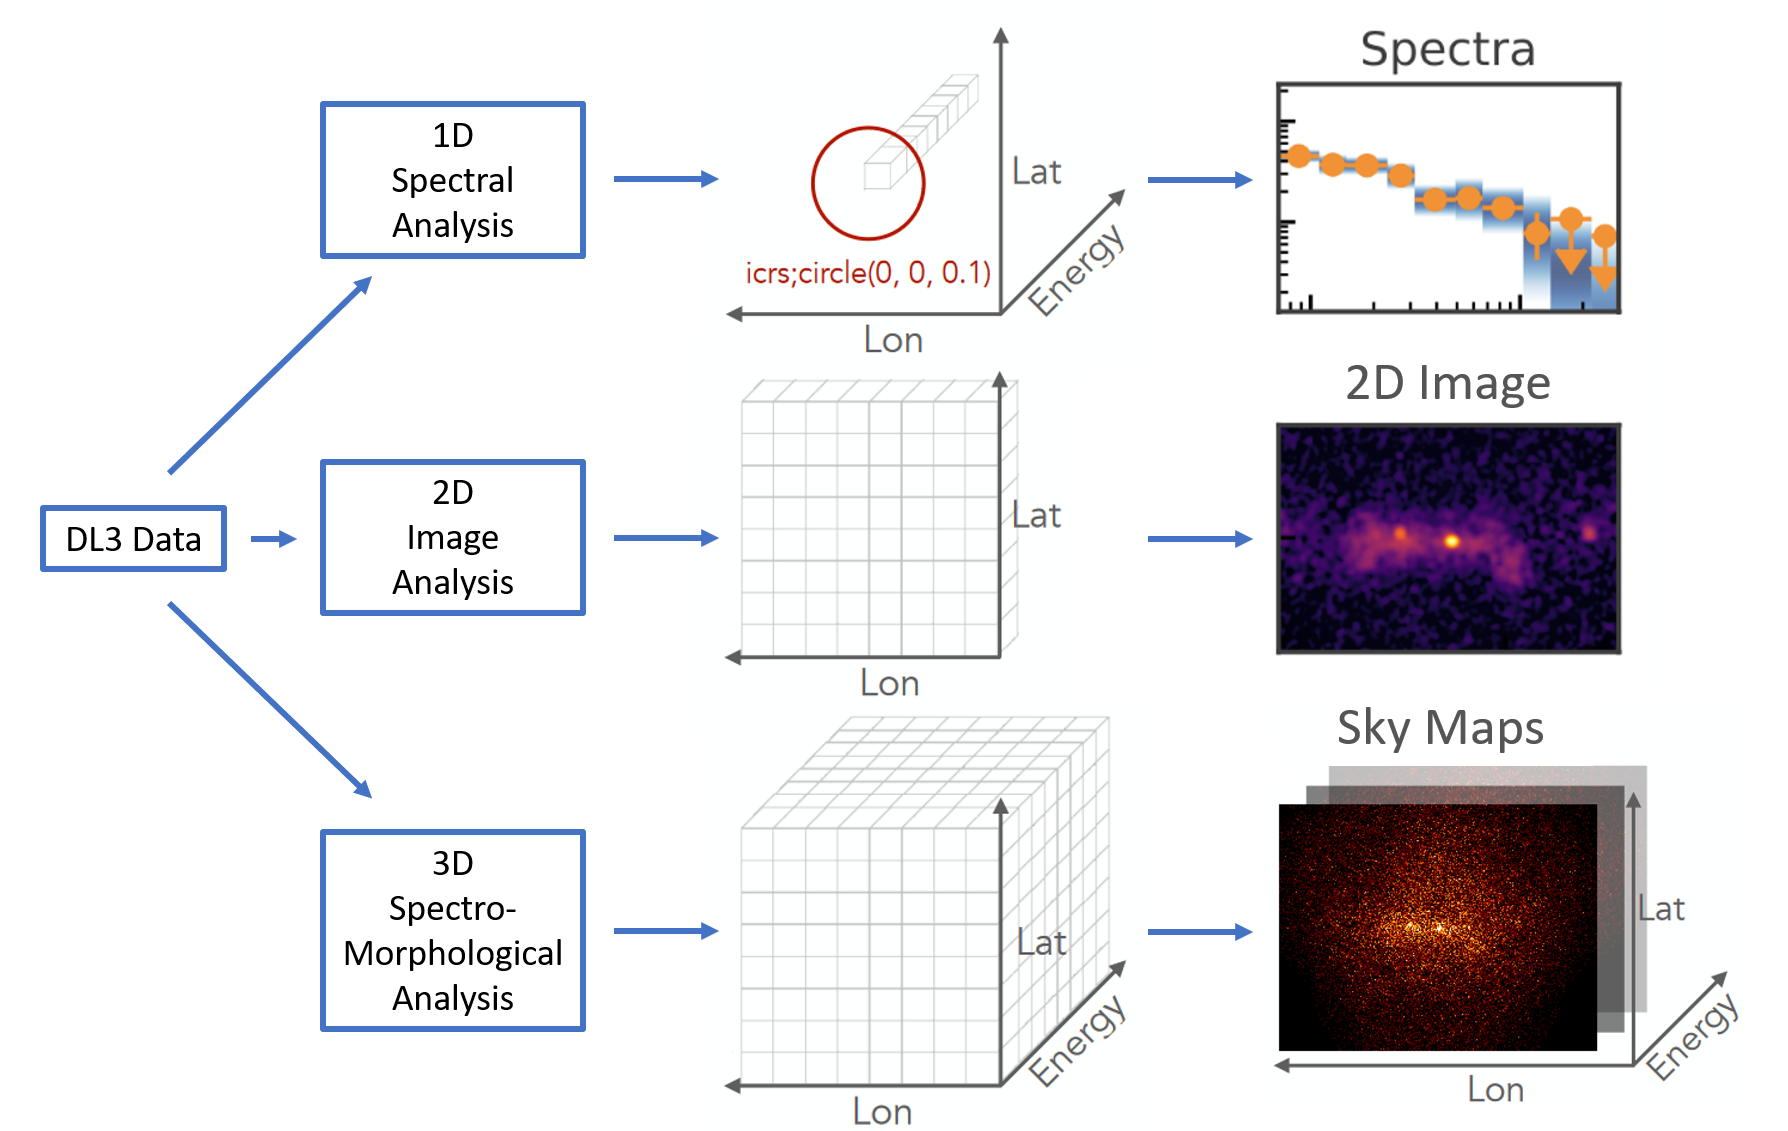 DL3 Data
1D
Spectral
Analysis
Lat
Energy
icrs;circle(0, 0, 0.1)
Lon
Spectra
2D
Image
Analysis
Lat
Lon
2D Image
3D
Spectro-
Morphological
Analysis
Lat
Energy
Lon
Sky Maps
Lat
Energy
Lon